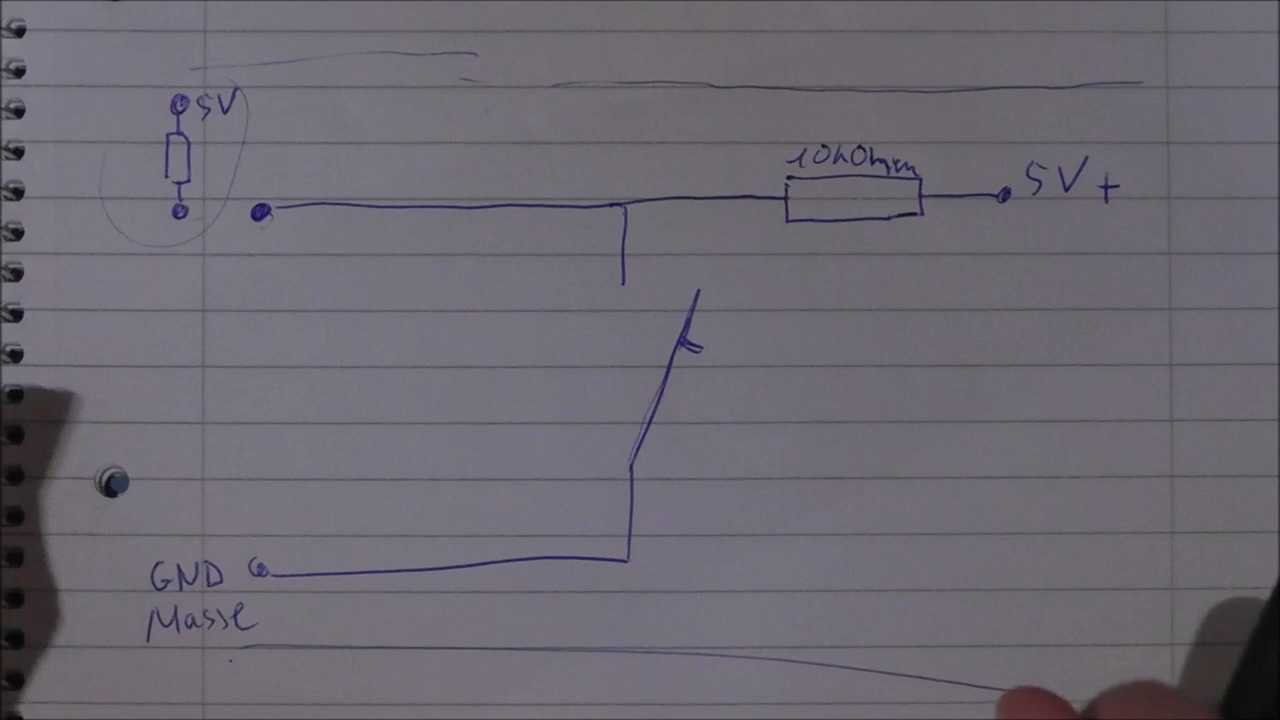 5V
10kOhm
5V +
GND
Masse